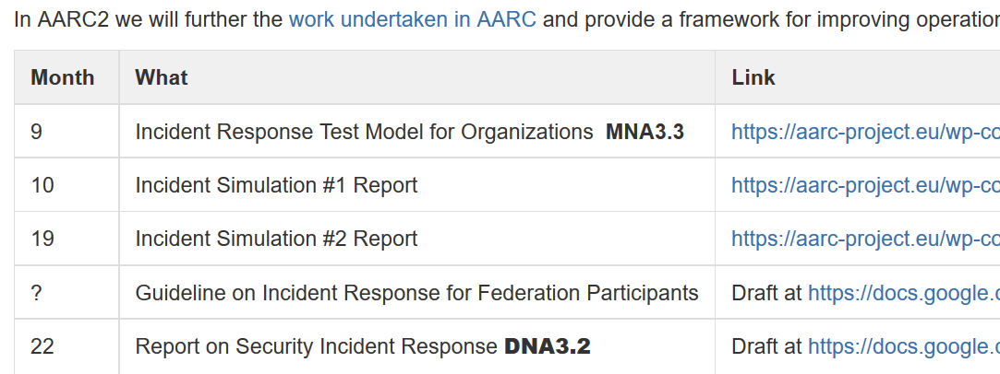 In AARC2 we will further the work undertaken in AARC and provide a framework for improving
Month What Link
9 Incident Response Test Model for Organizations MNA3.3 https://aarc-project.eu/wp-co
10 Incident Simulation #1 Report https://aarc-project.eu/wp-co
19 Incident Simulation #2 Report https://aarc-project.eu/wp-co
? Guideline on Incident Response for Federation Participants Draft at https://docs.google.
22 Report on Security Incident Response DNA3.2 Draft at https://docs.google.